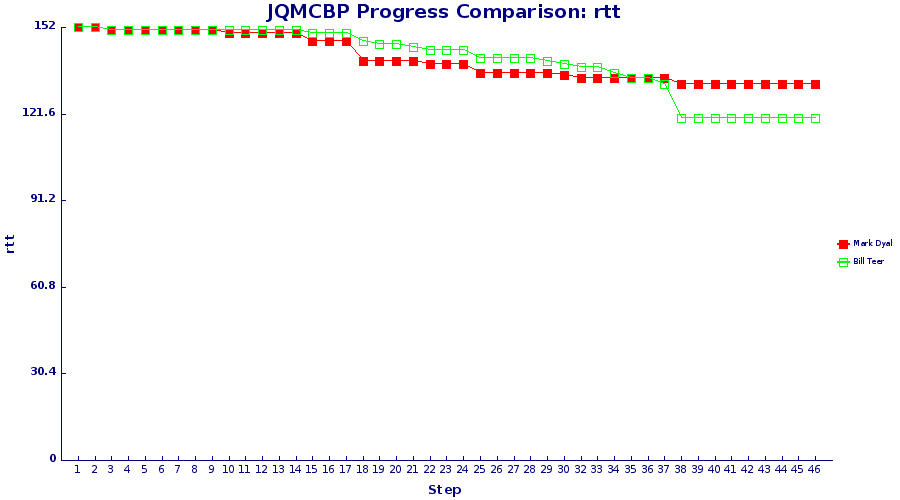 JQMCBP Progress Comparison: rtt
152
121.6
91.2
60.8
30.4
0
rtt
1 2 3 4 5 6 7 8 9 10 11 12 13 14 15 16 17 18 19 20 21 22 23 24 25 26 27 28 29 30 32 33 34 35 36 37 38 39 40 41 42 43 44 45 46
Step
Mark Dyal
Bill Teer